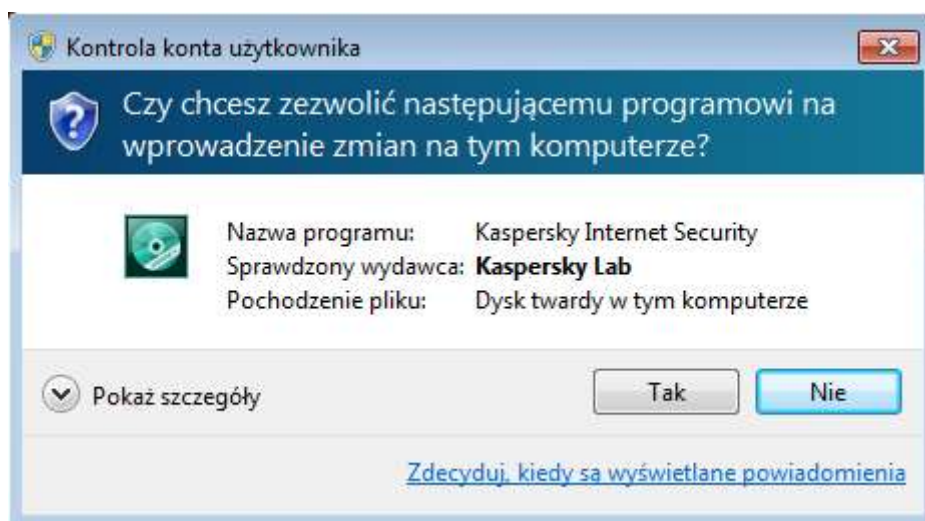 Kontrola konta użytkownika
Czy chcesz zezwolić następującemu programowi na
wprowadzenie zmian na tym komputerze?
Nazwa programu: Kaspersky Internet Security
Sprawdzony wydawca: Kaspersky Lab
Pochodzenie pliku: Dysk twardy w tym komputerze
Pokaż szczegóły Tak Nie
Zdecyduj, kiedy są wyświetlane powiadomienia